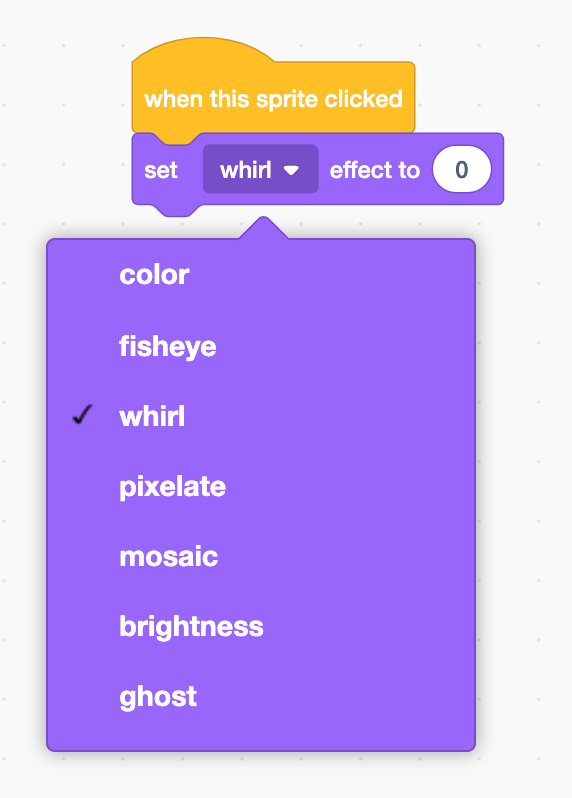 when this sprite clicked
set whirl effect to 0
color
fisheye
whirl
pixelate
mosaic
brightness
ghost